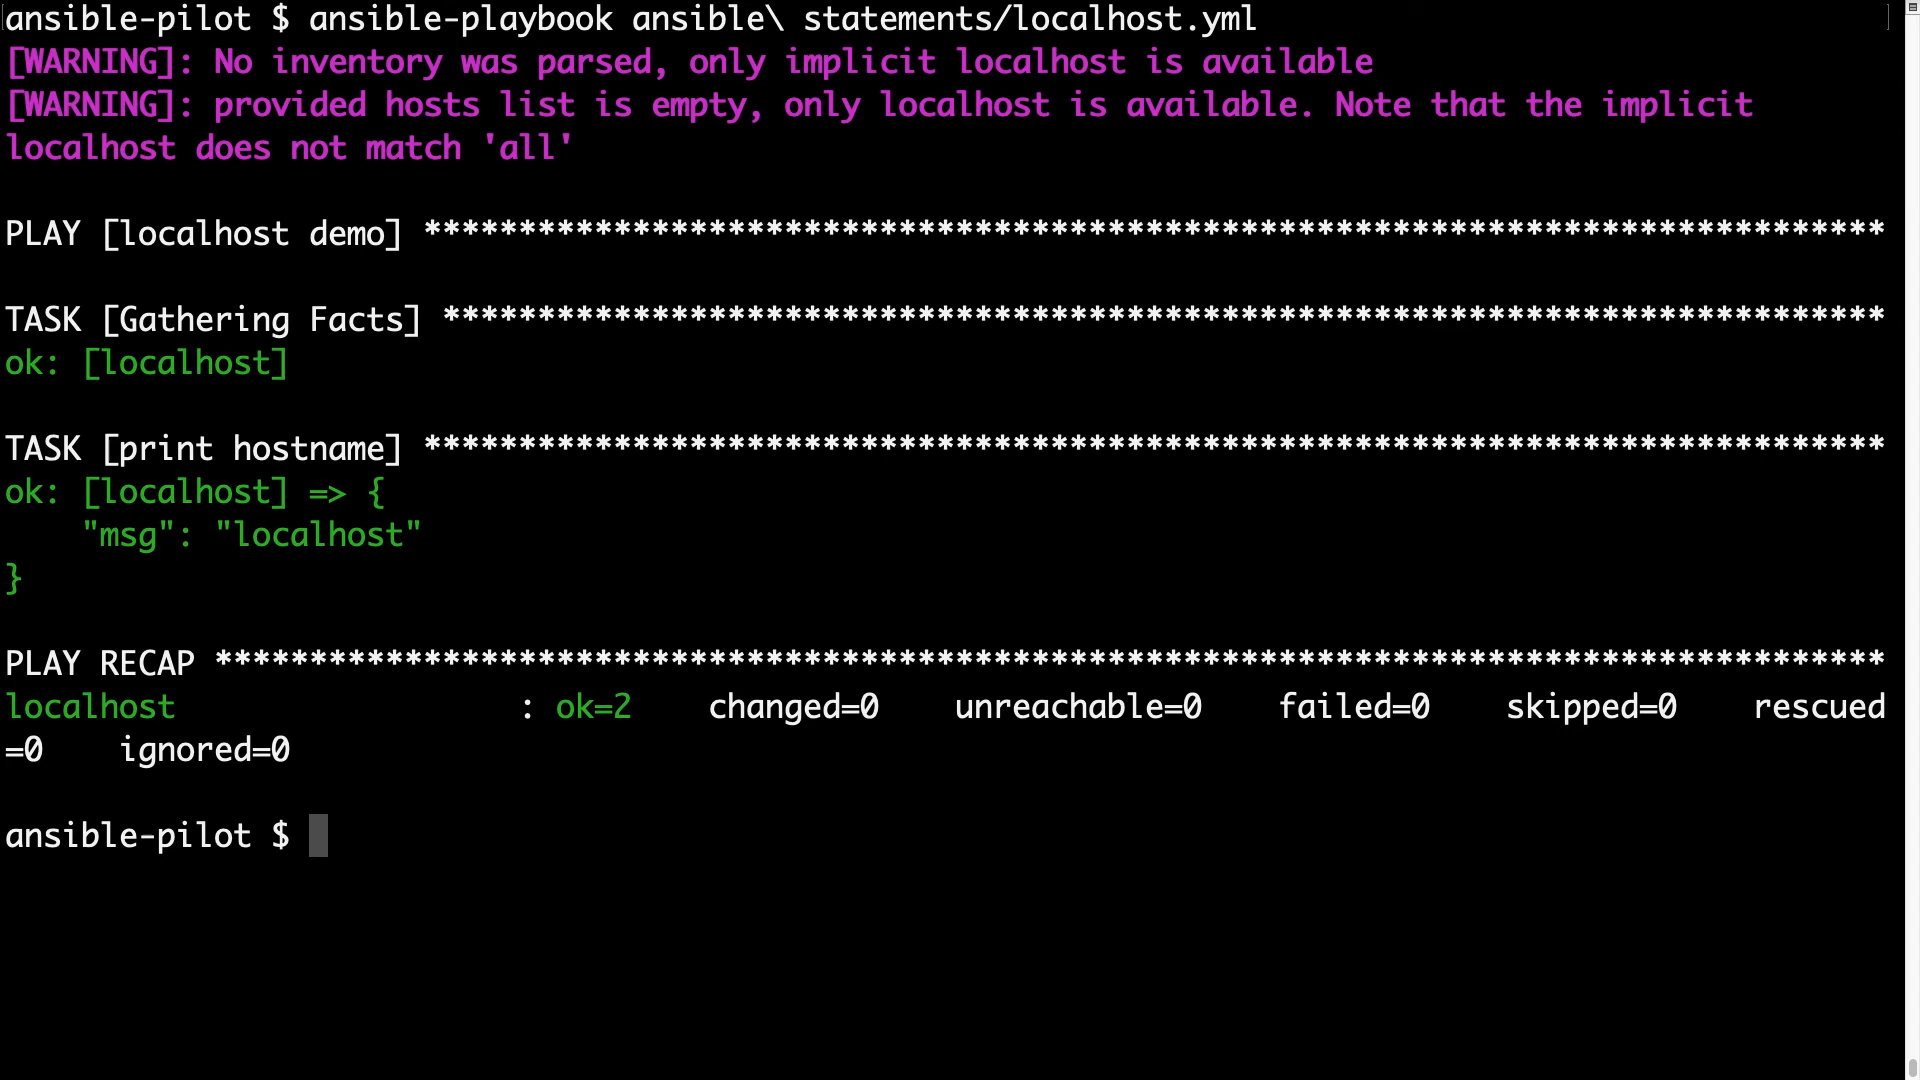 ansible-pilot $ ansible-playbook ansible\ statements/localhost.yml
[WARNING]: No inventory was parsed, only implicit localhost is available
[WARNING]: provided hosts list is empty, only localhost is available. Note that the implicit
localhost does not match 'all'
PLAY [localhost demo] *****************************************************************************
TASK [Gathering Facts] ****************************************************************************
ok: [localhost]
TASK [print hostname] *****************************************************************************
ok: [localhost] => {
    "msg": "localhost"
}
PLAY RECAP ****************************************************************************************
localhost                  : ok=2    changed=0    unreachable=0    failed=0    skipped=0    rescued
=0    ignored=0
ansible-pilot $